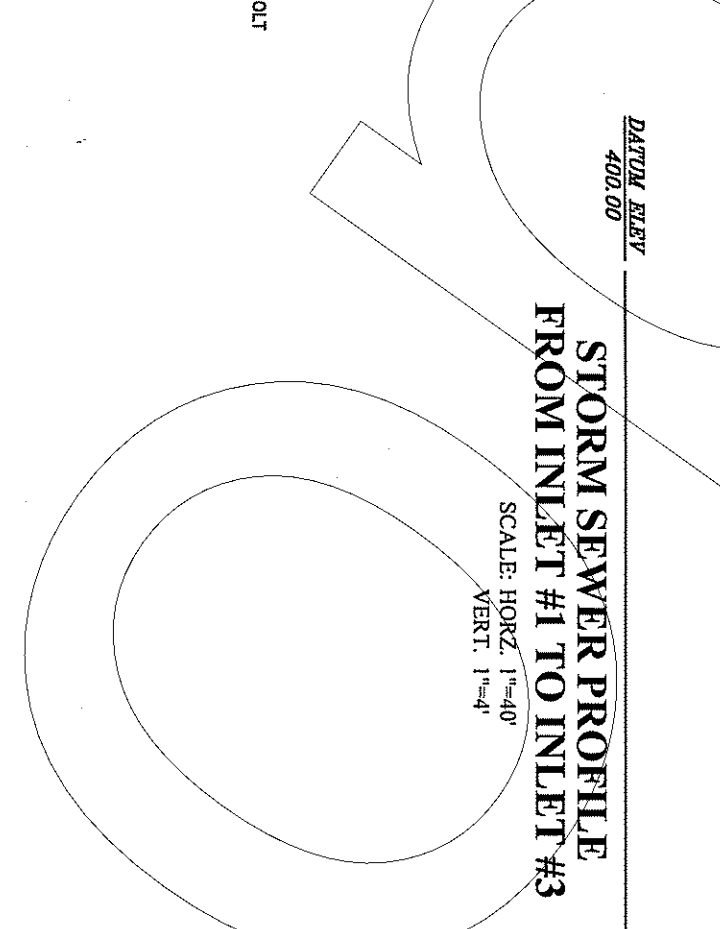 DATUM ELEV
400.00
STORM SEWER PROFILE
FROM INLET #1 TO INLET #3
SCALE: HORZ. 1"=40'
VERT. 1"=4'
OLT